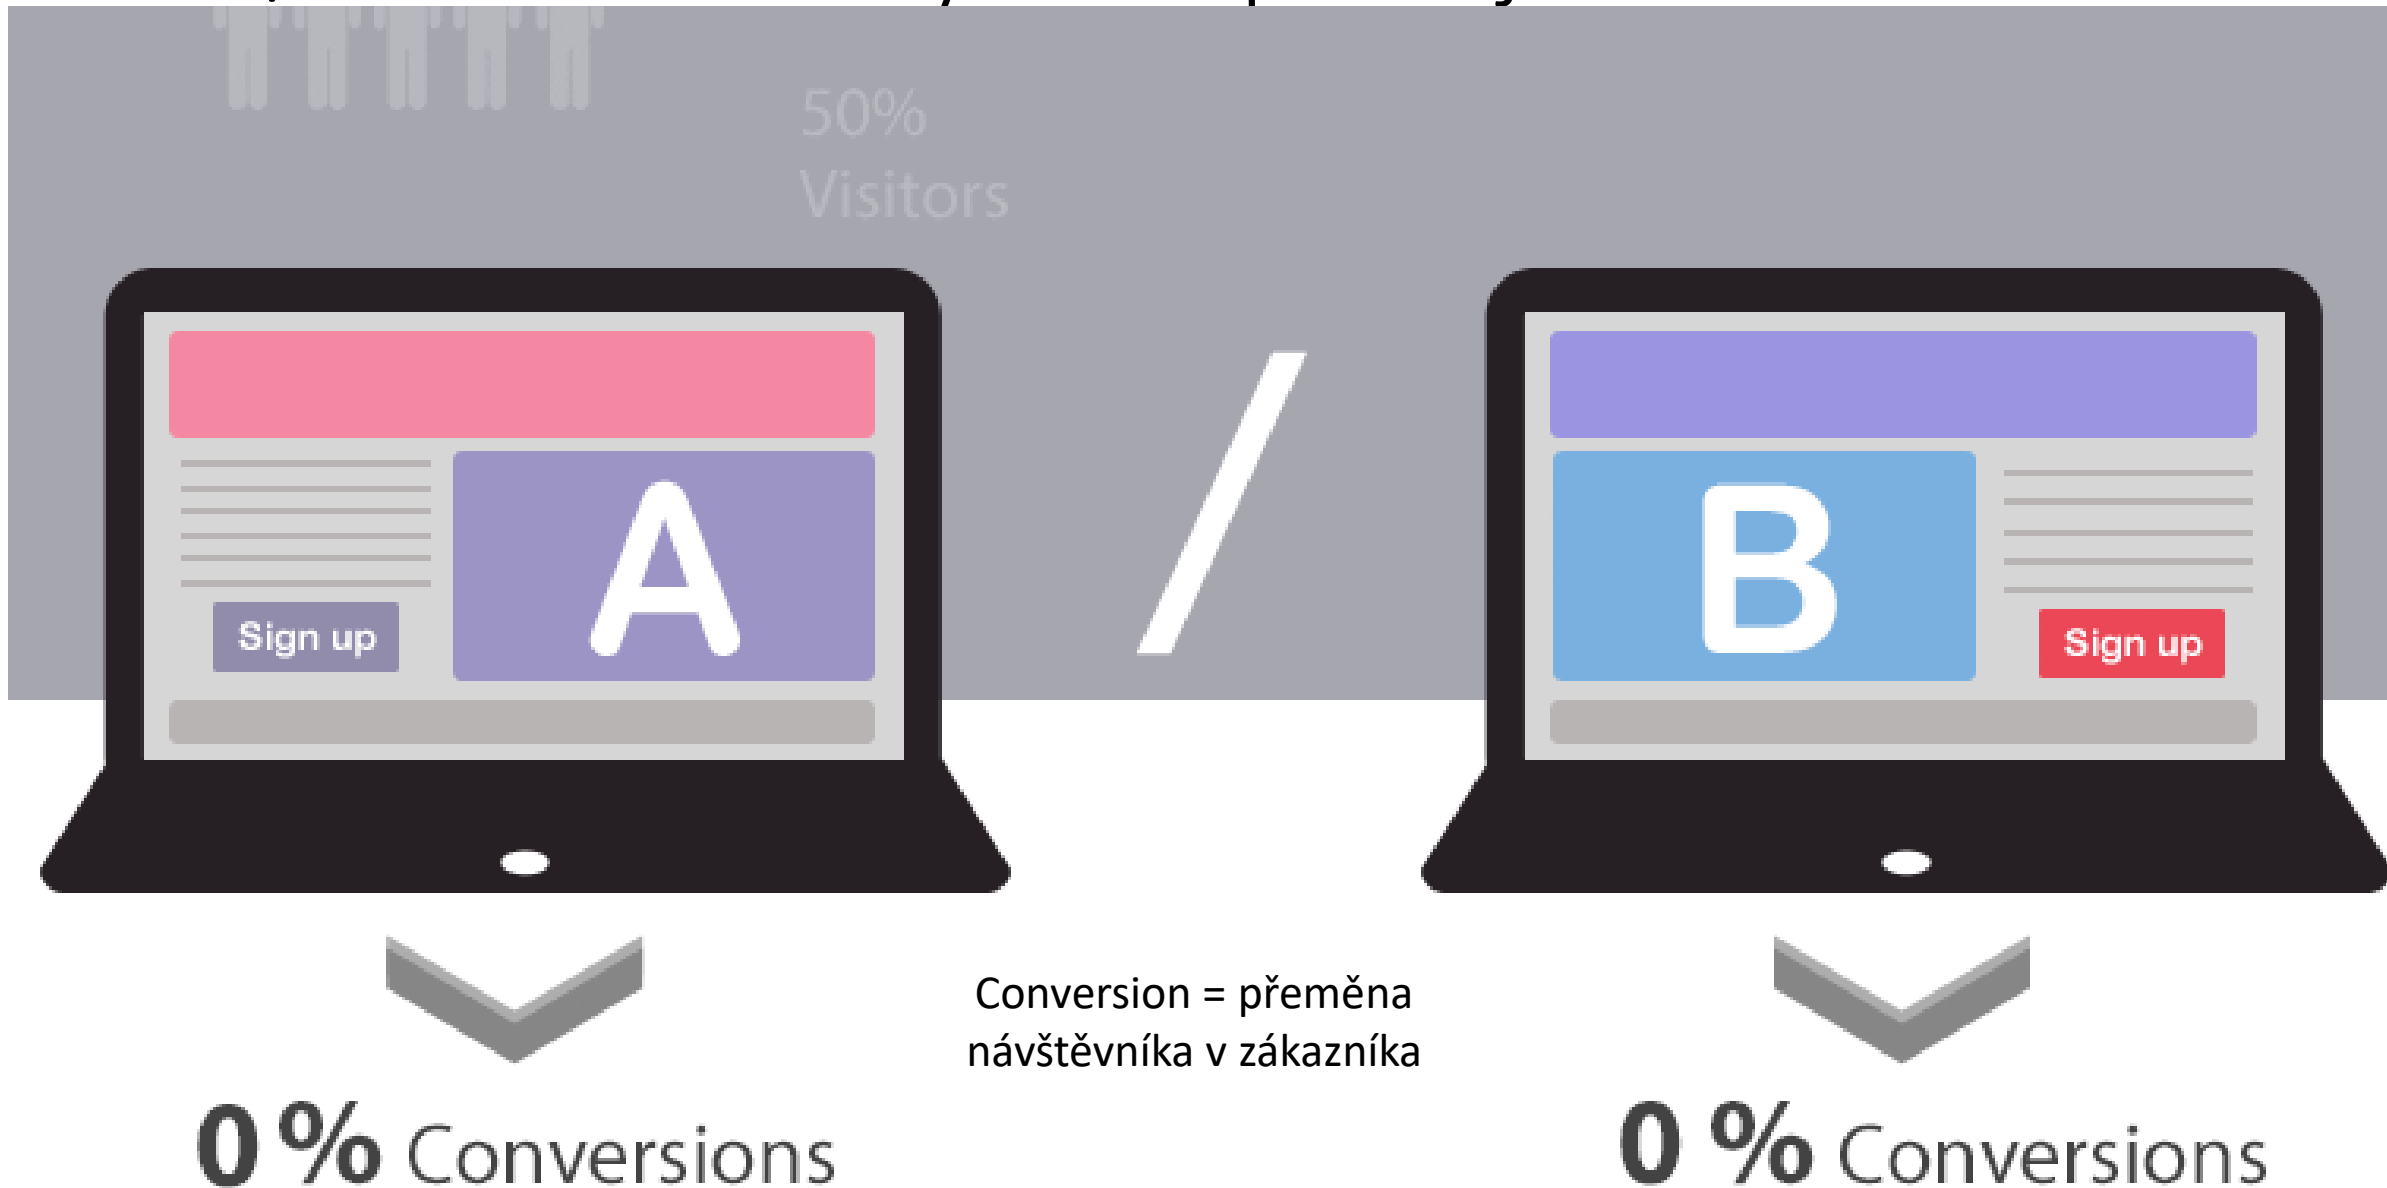 50%
Visitors
A
B
Sign up
Sign up
Conversion = přeměna
návštěvníka v zákazníka
0 % Conversions
0 % Conversions